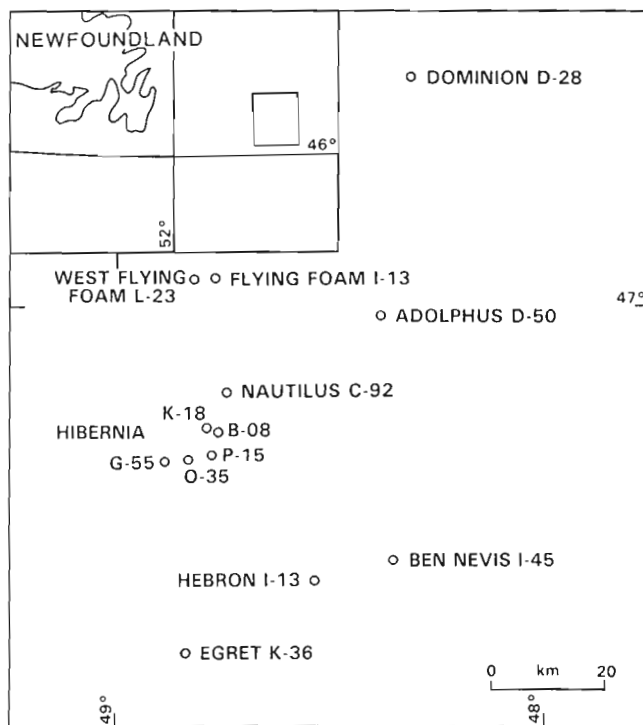 NEWFOUNDLAND
DOMINION D-28
46°
52°
WEST FLYING
FOAM L-23
FLYING FOAM I-13
47°
ADOLPHUS D-50
NAUTILUS C-92
K-18
HIBERNIA
B-08
P-15
G-55
O-35
BEN NEVIS I-45
HEBRON I-13
EGRET K-36
0 km 20
49°
48°